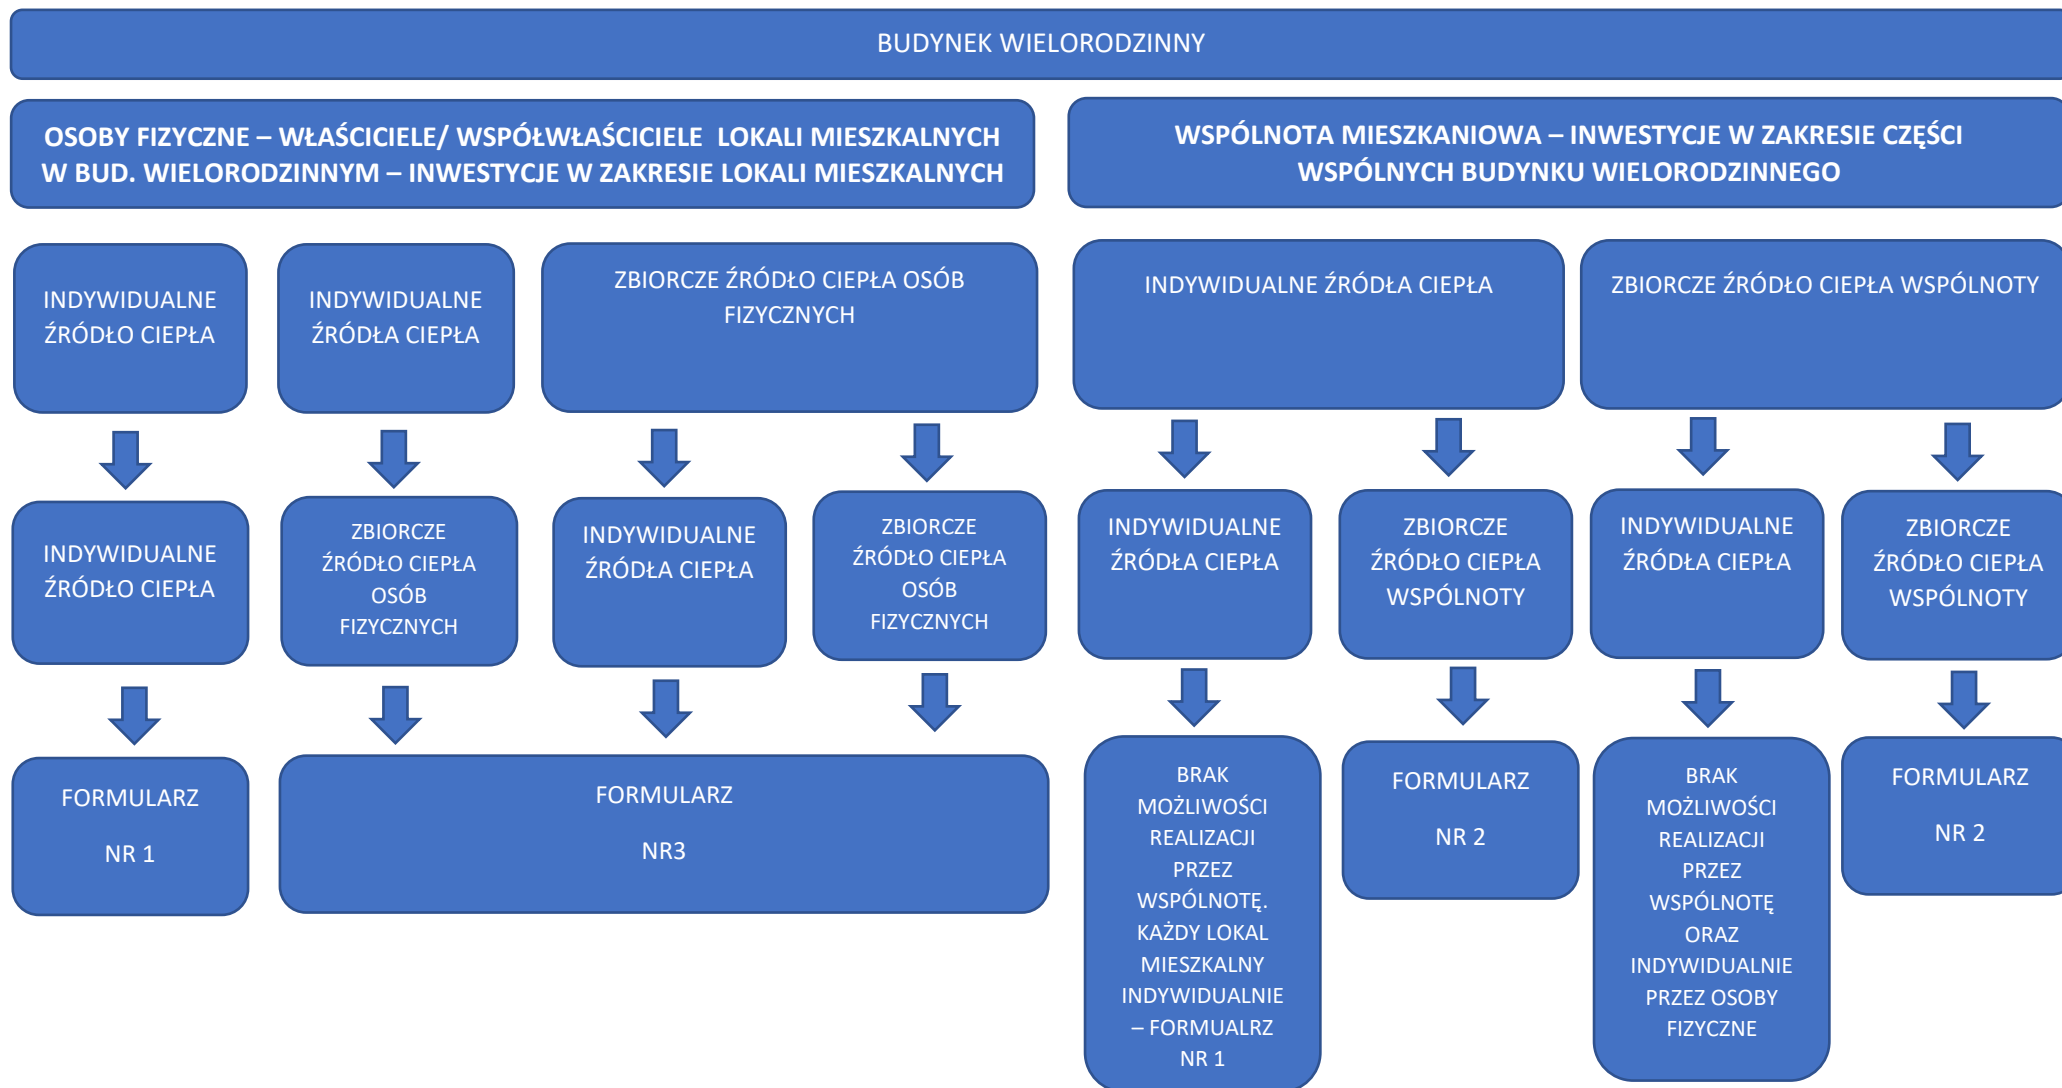 BUDYNEK WIELORODZINNY
OSOBY FIZYCZNE – WŁAŚCICIELE/ WSPÓŁWŁAŚCICIELE LOKALI MIESZKALNYCH
W BUD. WIELORODZINNYM – INWESTYCJE W ZAKRESIE LOKALI MIESZKALNYCH
WSPÓLNOTA MIESZKANIOWA – INWESTYCJE W ZAKRESIE CZĘŚCI
WSPÓLNYCH BUDYNKU WIELORODZINNEGO
INDYWIDUALNE
ŹRÓDŁO CIEPŁA
INDYWIDUALNE
ŹRÓDŁA CIEPŁA
ZBIORCZE ŹRÓDŁO CIEPŁA OSÓB
FIZYCZNYCH
INDYWIDUALNE ŹRÓDŁA CIEPŁA
ZBIORCZE ŹRÓDŁO CIEPŁA WSPÓLNOTY
INDYWIDUALNE
ŹRÓDŁO CIEPŁA
ZBIORCZE
ŹRÓDŁO CIEPŁA
OSÓB
FIZYCZNYCH
INDYWIDUALNE
ŹRÓDŁA CIEPŁA
ZBIORCZE
ŹRÓDŁO CIEPŁA
OSÓB
FIZYCZNYCH
INDYWIDUALNE
ŹRÓDŁA CIEPŁA
ZBIORCZE
ŹRÓDŁO CIEPŁA
WSPÓLNOTY
INDYWIDUALNE
ŹRÓDŁA CIEPŁA
ZBIORCZE
ŹRÓDŁO CIEPŁA
WSPÓLNOTY
FORMULARZ
NR 1
FORMULARZ
NR3
BRAK
MOŻLIWOŚCI
REALIZACJI
PRZEZ
WSPÓLNOTĘ.
KAŻDY LOKAL
MIESZKALNY
INDYWIDUALNIE
– FORMUALRZ
NR 1
FORMULARZ
NR 2
BRAK
MOŻLIWOŚCI
REALIZACJI
PRZEZ
WSPÓLNOTĘ
ORAZ
INDYWIDUALNIE
PRZEZ OSOBY
FIZYCZNE
FORMULARZ
NR 2